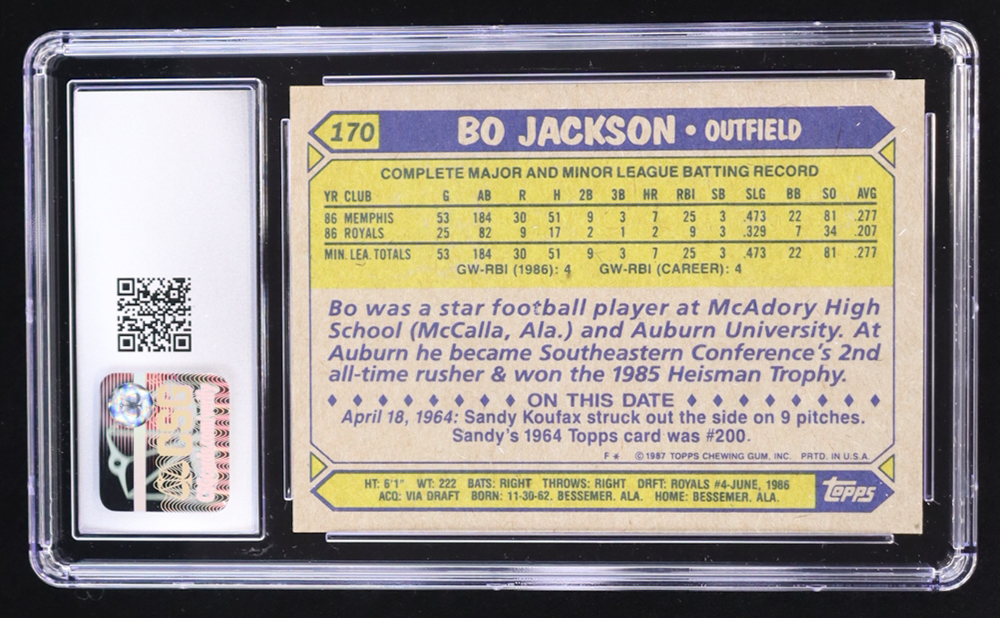 170 BO JACKSON • OUTFIELD
COMPLETE MAJOR AND MINOR LEAGUE BATTING RECORD
YR CLUB G AB R H 2B 3B HR RBI SB SLG BB SO AVG
86 MEMPHIS 53 184 30 51 9 3 7 25 3 .473 22 81 .277
86 ROYALS 25 82 9 17 2 1 2 9 3 .329 7 34 .207
MIN. LEA. TOTALS 53 184 30 51 9 3 7 25 3 .473 22 81 .277
GW-RBI (1986): 4 GW-RBI (CAREER): 4
Bo was a star football player at McAdory High
School (McCalla, Ala.) and Auburn University. At
Auburn he became Southeastern Conference's 2nd
all-time rusher & won the 1985 Heisman Trophy.
♦ ♦ ♦ ♦ ♦ ♦ ♦ ♦ ♦ ON THIS DATE ♦ ♦ ♦ ♦ ♦ ♦ ♦ ♦ ♦
April 18, 1964: Sandy Koufax struck out the side on 9 pitches.
Sandy's 1964 Topps card was #200.
F * ©1987 TOPPS CHEWING GUM, INC. PRTD. IN U.S.A.
HT: 6'1" WT: 222 BATS: RIGHT THROWS: RIGHT DRFT: ROYALS #4-JUNE, 1986
ACQ: VIA DRAFT BORN: 11-30-62, BESSEMER, ALA. HOME: BESSEMER, ALA.
Topps